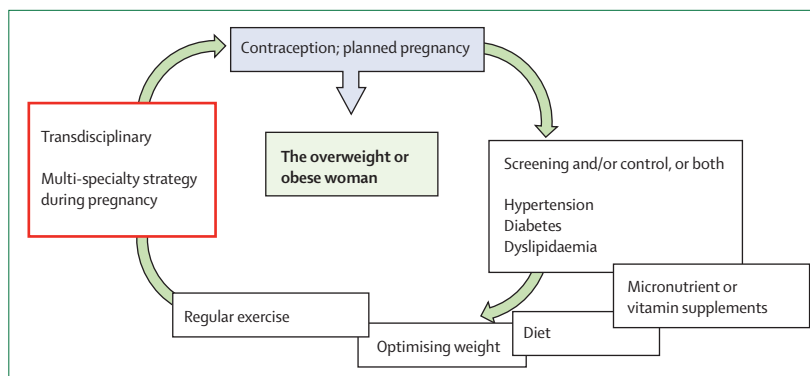 Contraception; planned pregnancy
Transdisciplinary
Multi-specialty strategy
during pregnancy
The overweight or
obese woman
Screening and/or control, or both
Hypertension
Diabetes
Dyslipidaemia
Micronutrient or
vitamin supplements
Regular exercise
Optimising weight
Diet